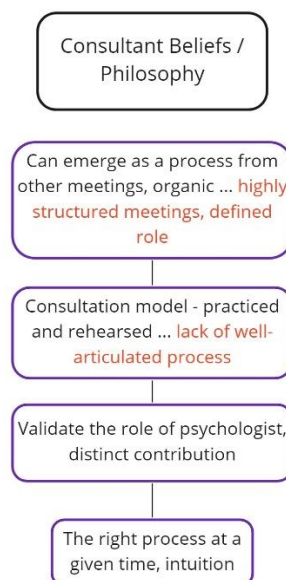 Consultant Beliefs /
Philosophy
Can emerge as a process from
other meetings, organic ... highly
structured meetings, defined
role
Consultation model - practiced
and rehearsed ... lack of well-
articulated process
Validate the role of psychologist,
distinct contribution
The right process at a
given time, intuition